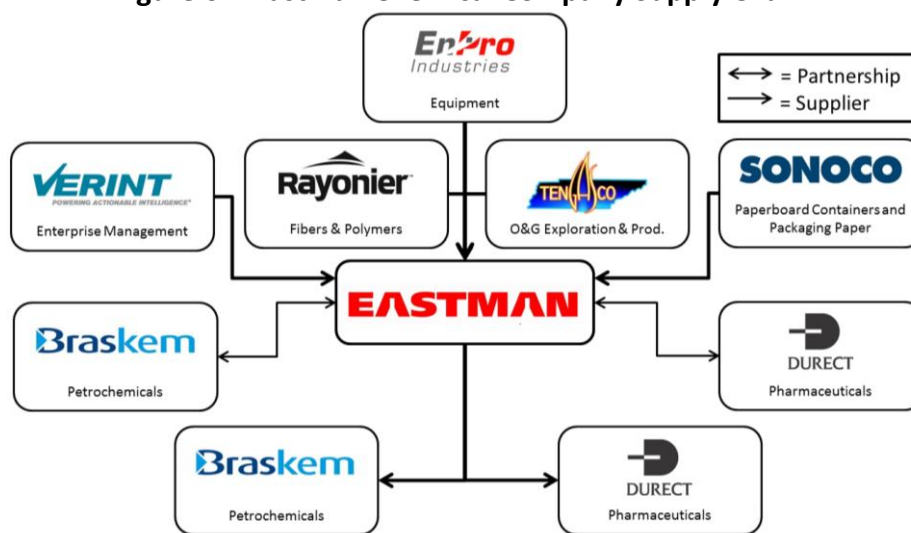 EnPro
Industries
Equipment
= Partnership
= Supplier
VERINT
POWERING ACTIONABLE INTELLIGENCE®
Enterprise Management
Rayonier
Fibers & Polymers
TENGASCO
O&G Exploration & Prod.
SONOCO
Paperboard Containers and
Packaging Paper
EASTMAN
Braskem
Petrochemicals
DURECT
Pharmaceuticals
Braskem
Petrochemicals
DURECT
Pharmaceuticals